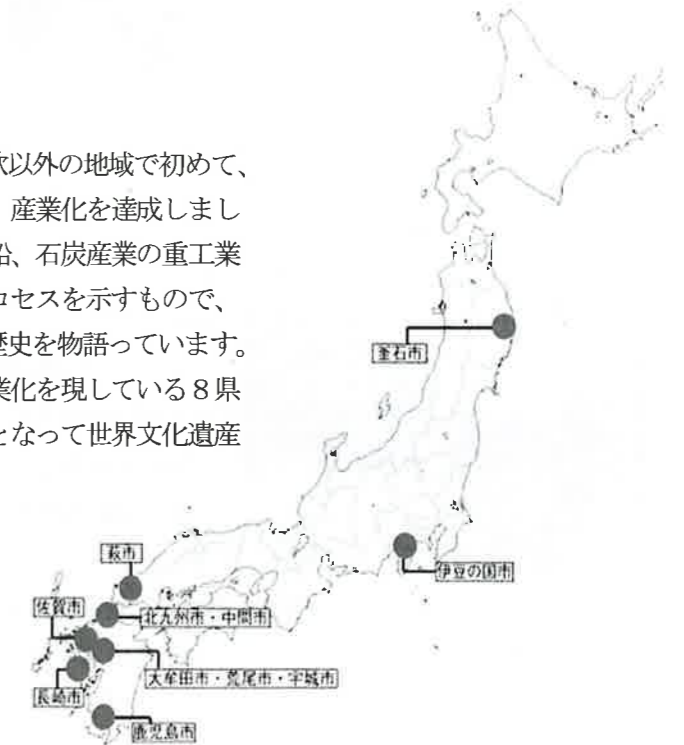 欧以外の地域で初めて、
産業化を達成しまし
船、石炭産業の重工業
ロセスを示すもので、
歴史を物語っています。
業化を現している8県
となって世界文化遺産
釜石市
伊豆の国市
萩市
北九州市・中間市
佐賀市
大牟田市・荒尾市・宇城市
長崎市
鹿児島市